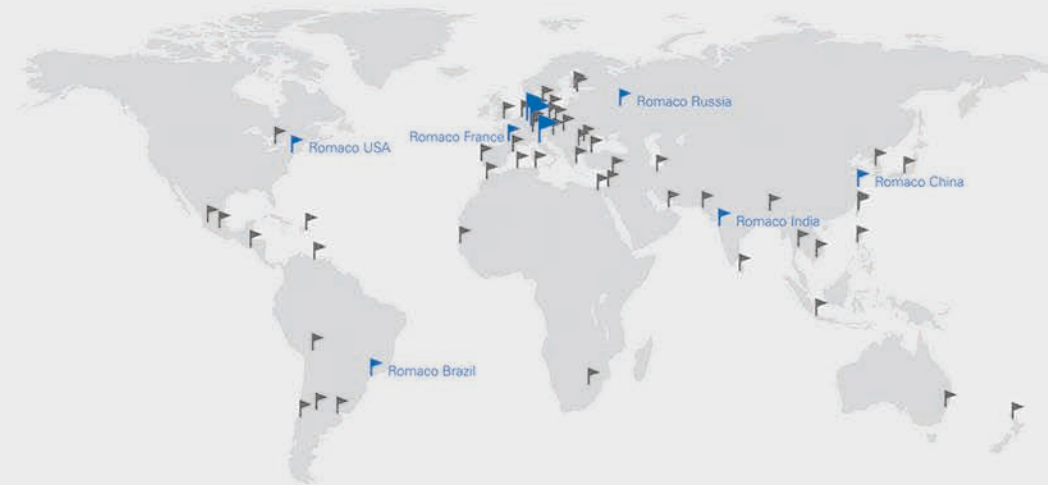 Romaco Russia
Romaco France
Romaco USA
Romaco China
Romaco India
Romaco Brazil